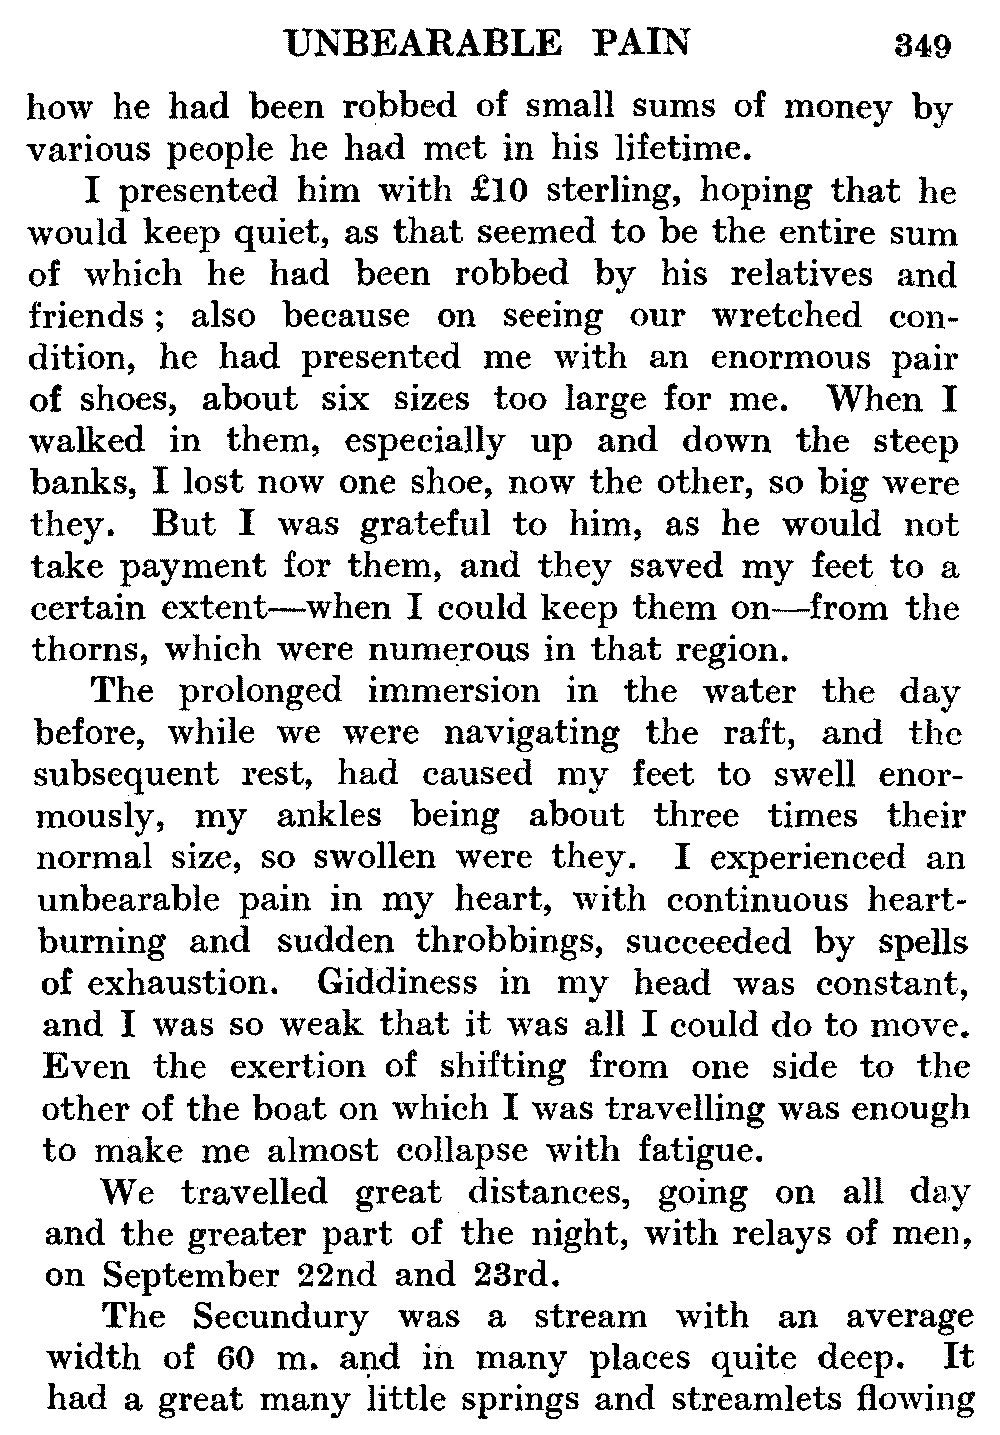 UNBEARABLE PAIN 349
how he had been robbed of small sums of money by
various people he had met in his lifetime.
I presented him with £10 sterling, hoping that he
would keep quiet, as that seemed to be the entire sum
of which he had been robbed by his relatives and
friends ; also because on seeing our wretched con-
dition, he had presented me with an enormous pair
of shoes, about six sizes too large for me. When I
walked in them, especially up and down the steep
banks, I lost now one shoe, now the other, so big were
they. But I was grateful to him, as he would not
take payment for them, and they saved my feet to a
certain extent—when I could keep them on—from the
thorns, which were numerous in that region.
The prolonged immersion in the water the day
before, while we were navigating the raft, and the
subsequent rest, had caused my feet to swell enor-
mously, my ankles being about three times their
normal size, so swollen were they. I experienced an
unbearable pain in my heart, with continuous heart-
burning and sudden throbbings, succeeded by spells
of exhaustion. Giddiness in my head was constant,
and I was so weak that it was all I could do to move.
Even the exertion of shifting from one side to the
other of the boat on which I was travelling was enough
to make me almost collapse with fatigue.
We travelled great distances, going on all day
and the greater part of the night, with relays of men,
on September 22nd and 23rd.
The Secundury was a stream with an average
width of 60 m. and in many places quite deep. It
had a great many little springs and streamlets flowing